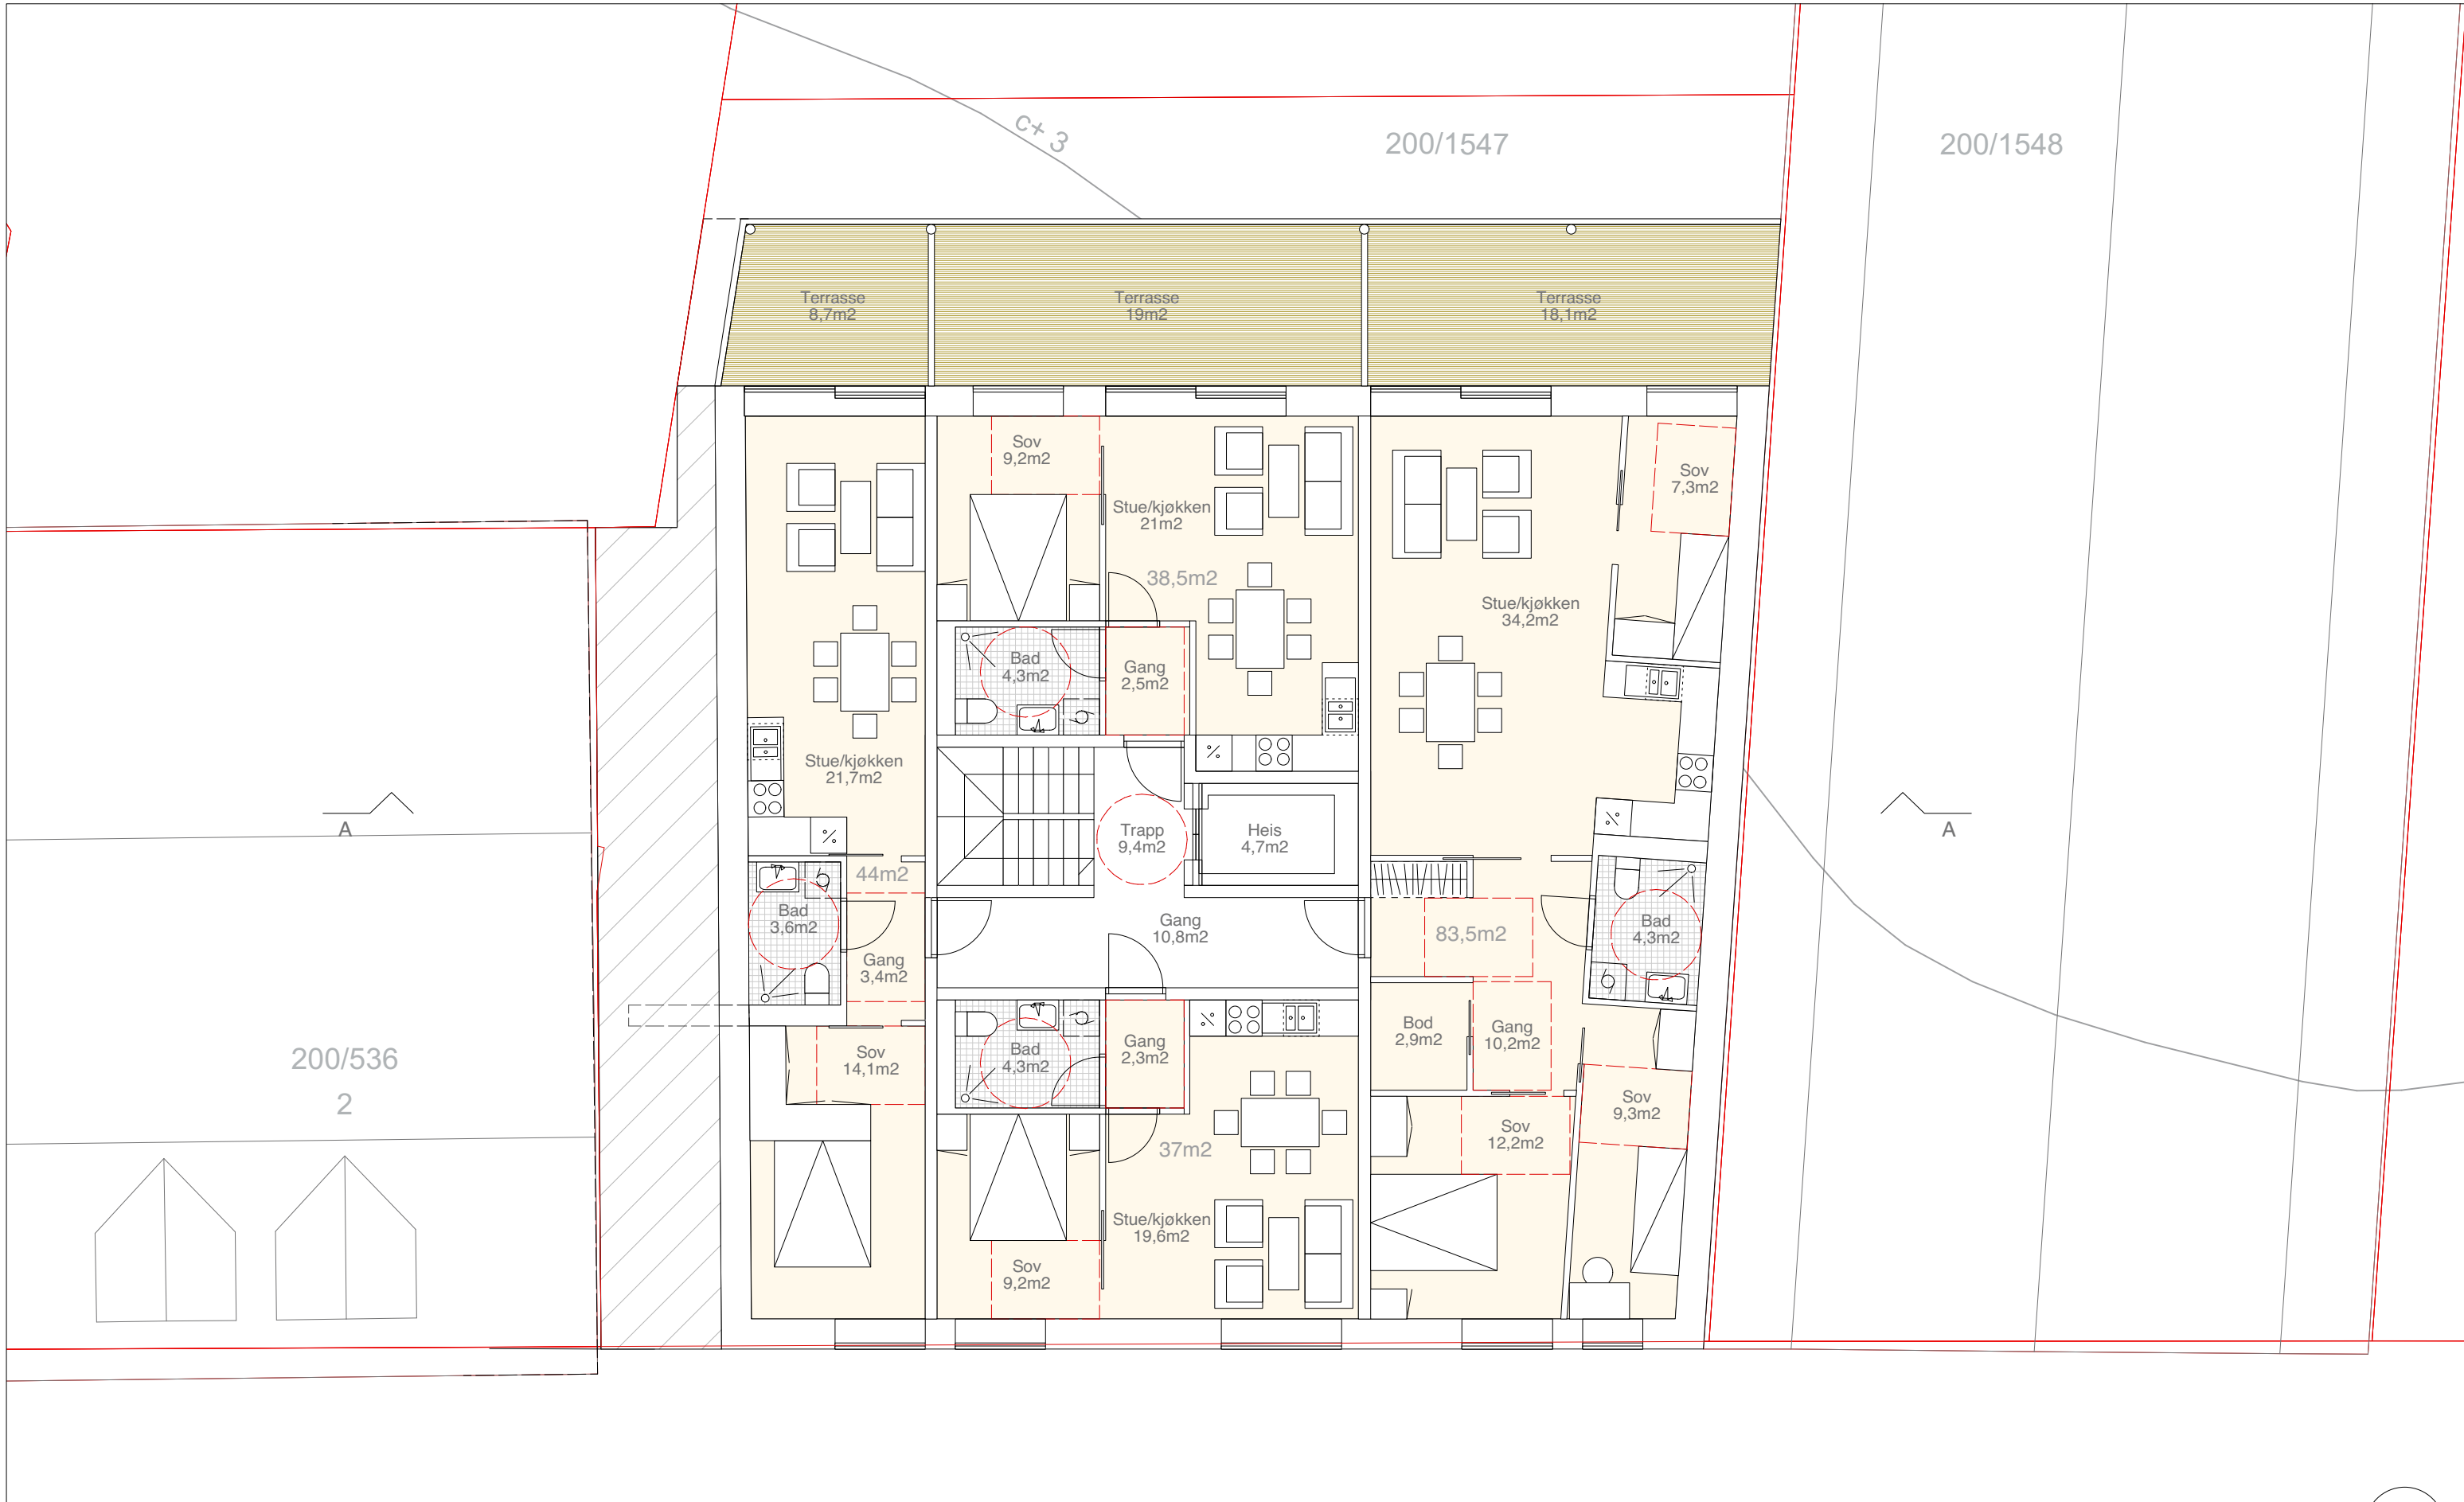 c+ 3
200/1547
200/1548
Terrasse
8,7m2
Terrasse
19m2
Terrasse
18,1m2
Sov
9,2m2
Stue/kjøkken
21m2
38,5m2
Sov
7,3m2
Stue/kjøkken
34,2m2
Bad
4,3m2
Gang
2,5m2
Stue/kjøkken
21,7m2
A
Trapp
9,4m2
Heis
4,7m2
A
44m2
Bad
3,6m2
Gang
3,4m2
Gang
10,8m2
83,5m2
Bad
4,3m2
200/536
2
Sov
14,1m2
Bad
4,3m2
Gang
2,3m2
Bod
2,9m2
Gang
10,2m2
Sov
9,3m2
37m2
Sov
12,2m2
Stue/kjøkken
19,6m2
Sov
9,2m2